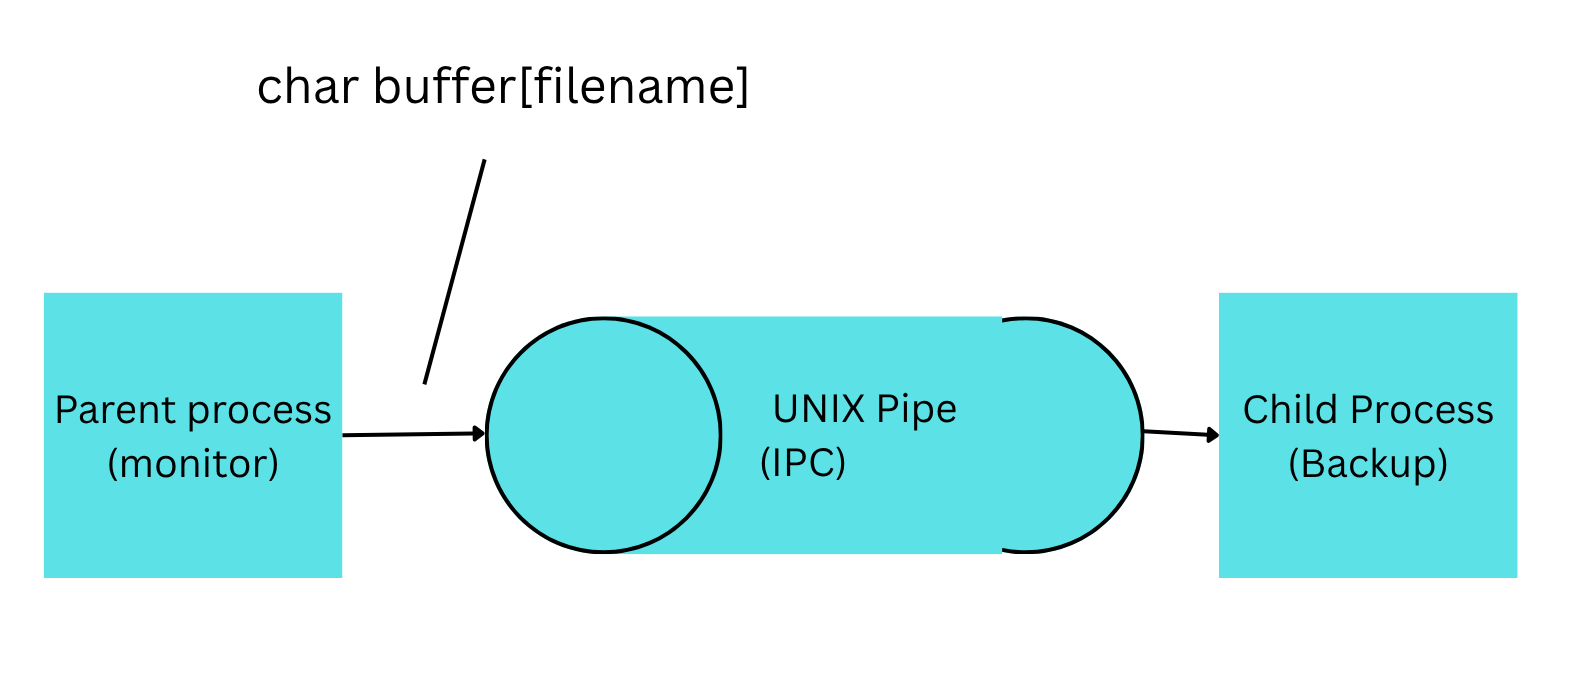 char buffer[filename]
Parent process
(monitor)
UNIX Pipe
(IPC)
Child Process
(Backup)